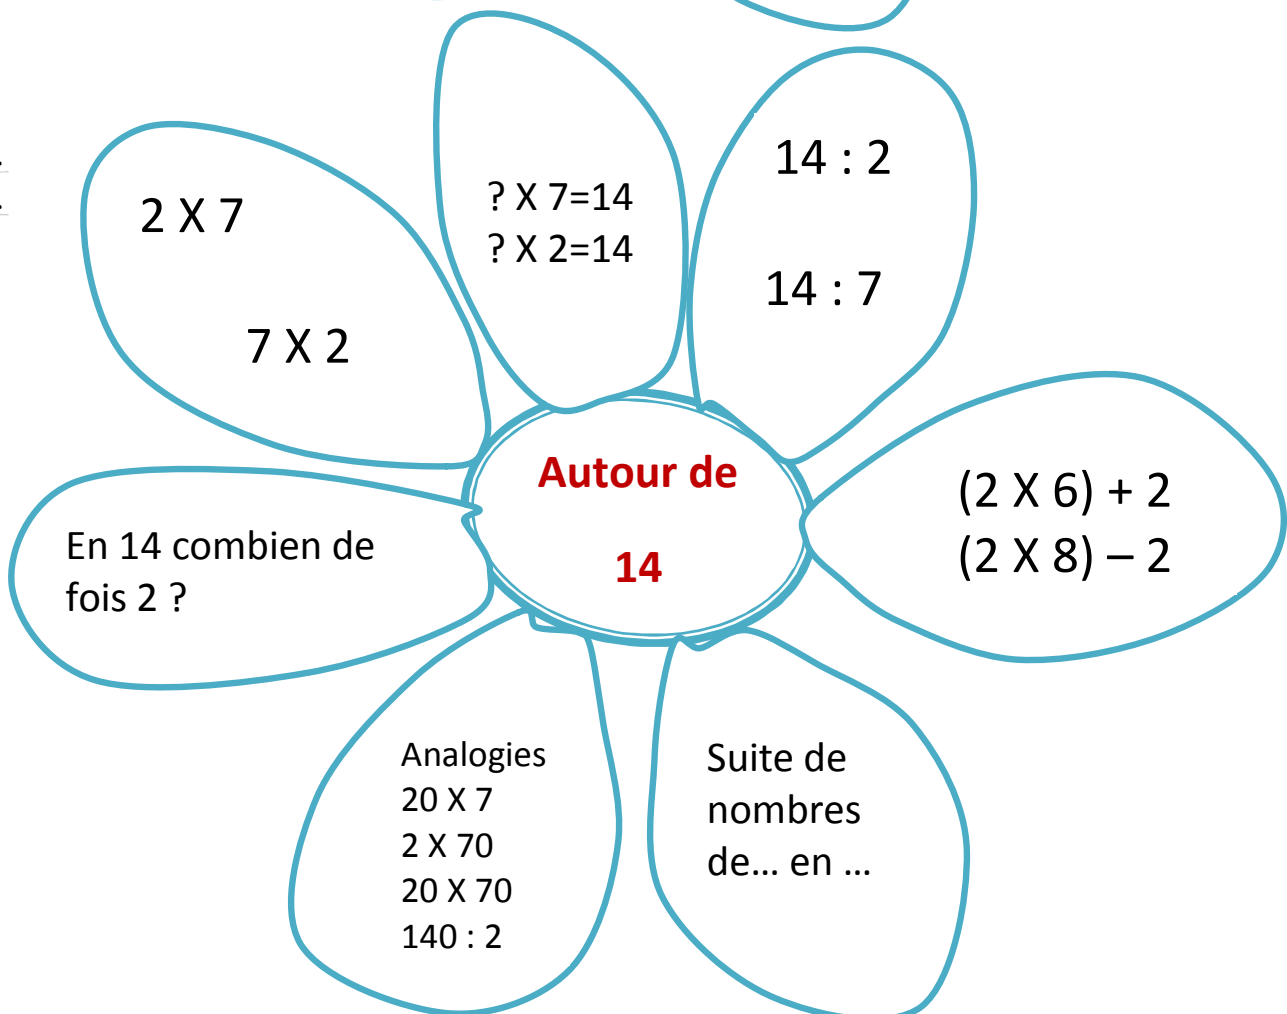 2 X 7
7 X 2
? X 7=14
? X 2=14
14 : 2
14 : 7
(2 X 6) + 2
(2 X 8) – 2
Autour de
14
En 14 combien de
fois 2 ?
Analogies
20 X 7
2 X 70
20 X 70
140 : 2
Suite de
nombres
de... en ...